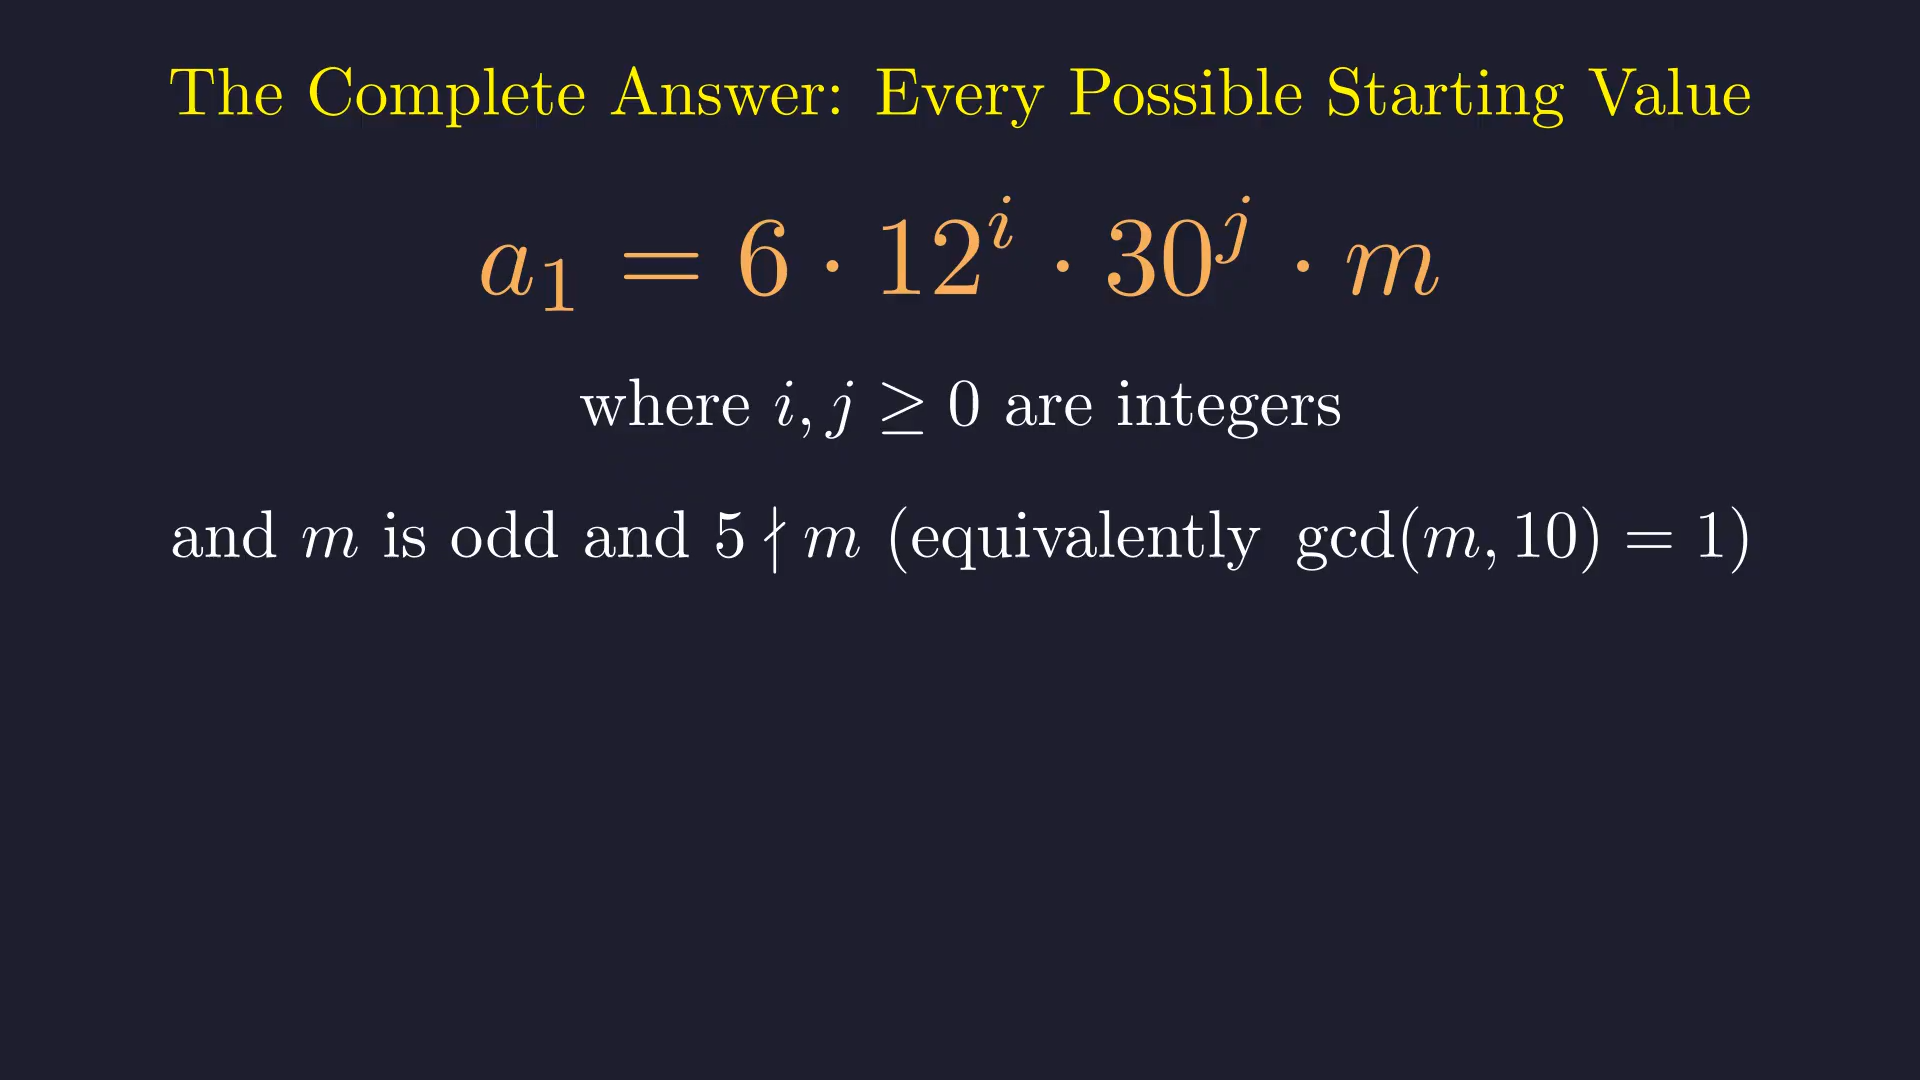 The Complete Answer: Every Possible Starting Value
a₁ = 6 · 12ⁱ · 30ʲ · m
where i, j ≥ 0 are integers
and m is odd and 5 ∤ m (equivalently gcd(m, 10) = 1)